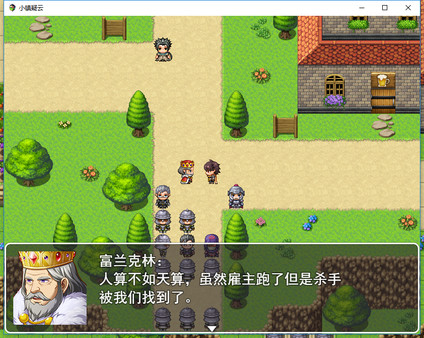 小镇疑云
富兰克林：
人算不如天算，虽然雇主跑了但是杀手
被我们找到了。